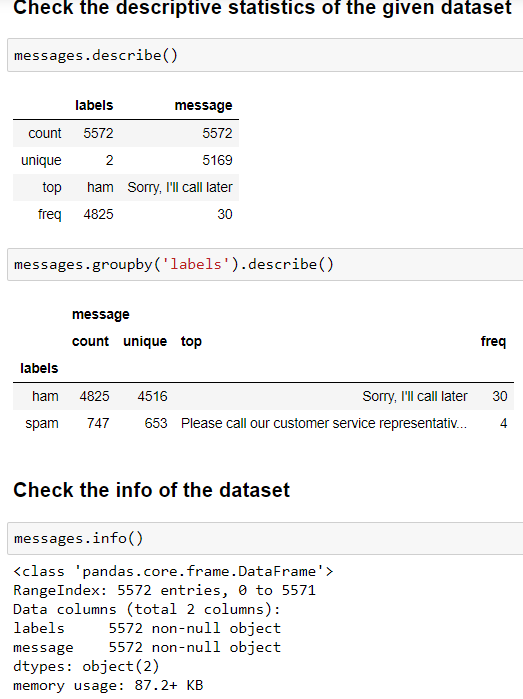 Check the descriptive statistics of the given dataset
messages.describe()
labels message
count 5572 5572
unique 2 5169
top ham Sorry, I'll call later
freq 4825 30
messages.groupby('labels').describe()
message
count unique top freq
labels
ham 4825 4516 Sorry, I'll call later 30
spam 747 653 Please call our customer service representativ... 4
Check the info of the dataset
messages.info()
<class 'pandas.core.frame.DataFrame'>
RangeIndex: 5572 entries, 0 to 5571
Data columns (total 2 columns):
labels 5572 non-null object
message 5572 non-null object
dtypes: object(2)
memory usage: 87.2+ KB